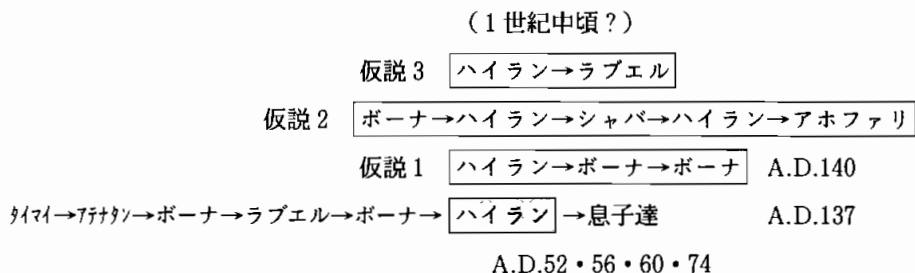 (1世紀中頃?)
仮説3 ハイラン→ラブエル
仮説2 ボーナ→ハイラン→シャバ→ハイラン→アホファリ
仮説1 ハイラン→ボーナ→ボーナ A.D.140
タイマイ→アテナタン→ボーナ→ラブエル→ボーナ→ハイラン→息子達 A.D.137
A.D.52・56・60・74